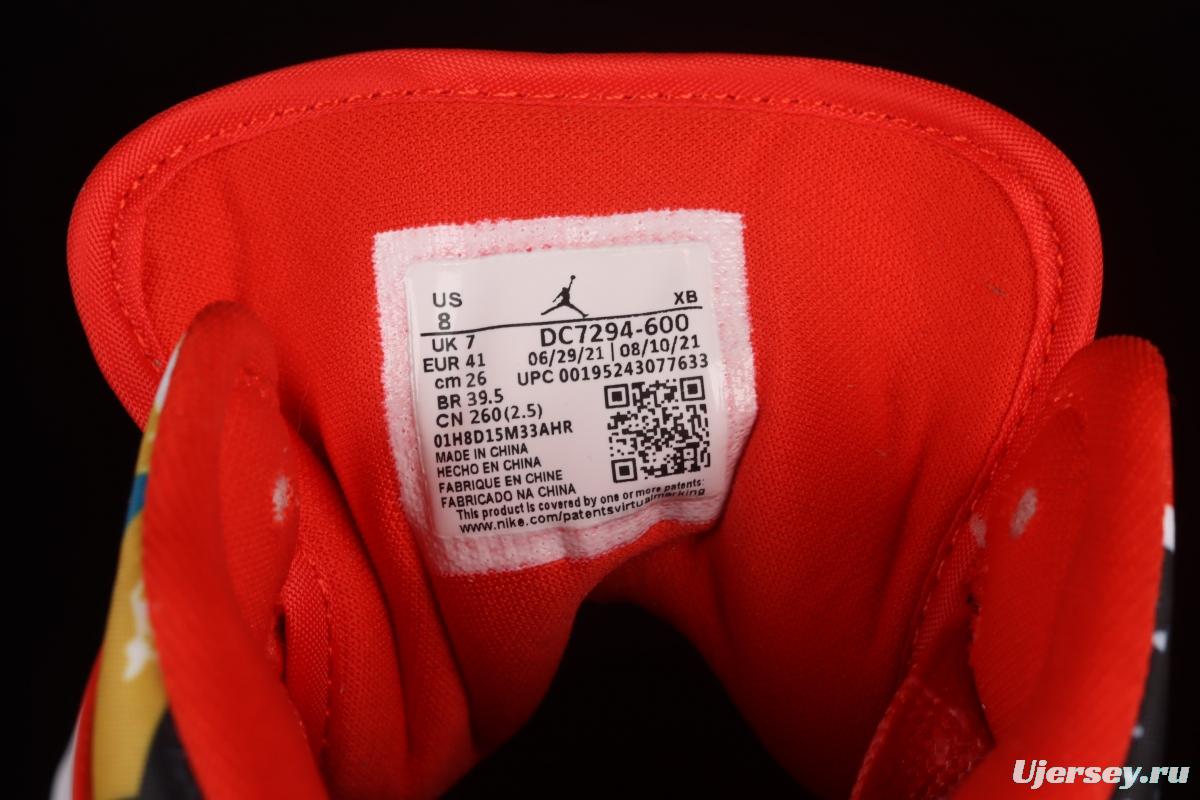 US
8
XB
UK 7
DC7294-600
EUR 41
06/29/21 | 08/10/21
cm 26
UPC 00195243077633
BR 39.5
CN 260(2.5)
01H8D15M33AHR
MADE IN CHINA
HECHO EN CHINA
FABRIQUE EN CHINE
FABRICADO NA CHINA
This product is covered by one or more patents:
www.nike.com/patentsvirtualmarking
Ujersey.ru